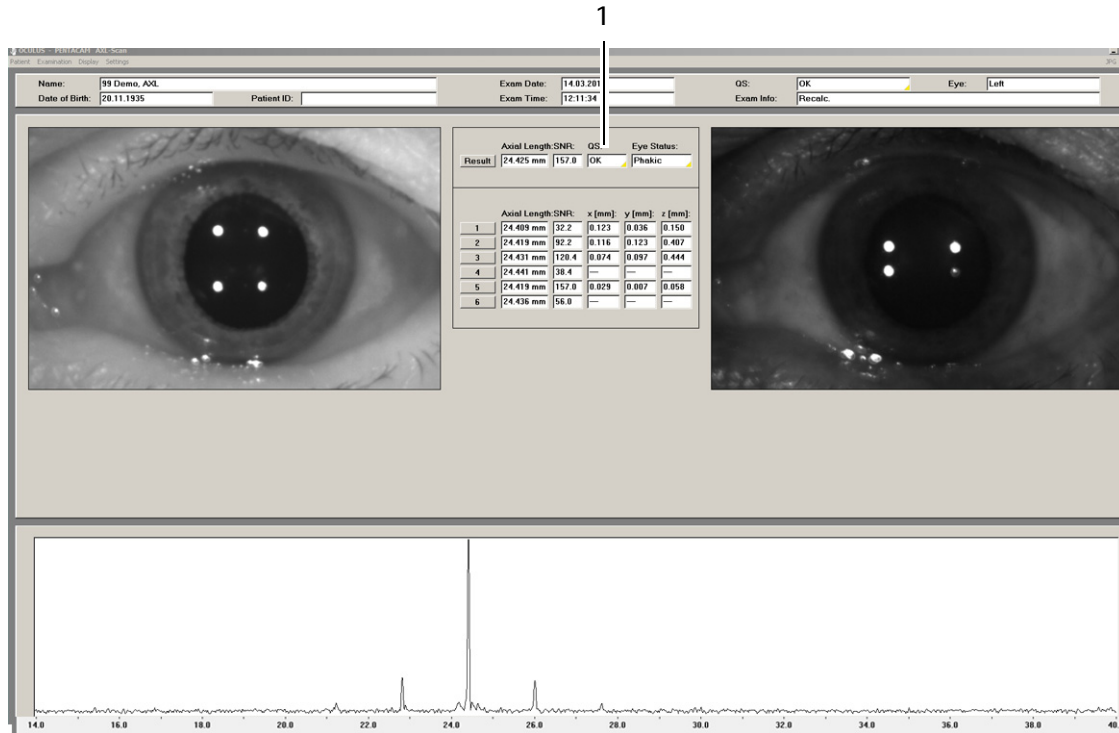 1
OCULUS - PENTACAM AXL-Scan
Patient Examination Display Settings JPG
Name: 99 Demo, AXL Exam Date: 14.03.201 QS: OK Eye: Left
Date of Birth: 20.11.1935 Patient ID: Exam Time: 12:11:34 Exam Info: Recalc.
Axial Length: SNR: QS: Eye Status:
Result 24.425 mm 157.0 OK Phakic
Axial Length: SNR: x [mm]: y [mm]: z [mm]:
1 24.409 mm 32.2 0.123 0.036 0.150
2 24.419 mm 92.2 0.116 0.123 0.407
3 24.431 mm 120.4 0.074 0.097 0.444
4 24.441 mm 38.4 — — —
5 24.419 mm 157.0 0.029 0.007 0.058
6 24.436 mm 56.0 — — —
14.0 16.0 18.0 20.0 22.0 24.0 26.0 28.0 30.0 32.0 34.0 36.0 38.0 40.